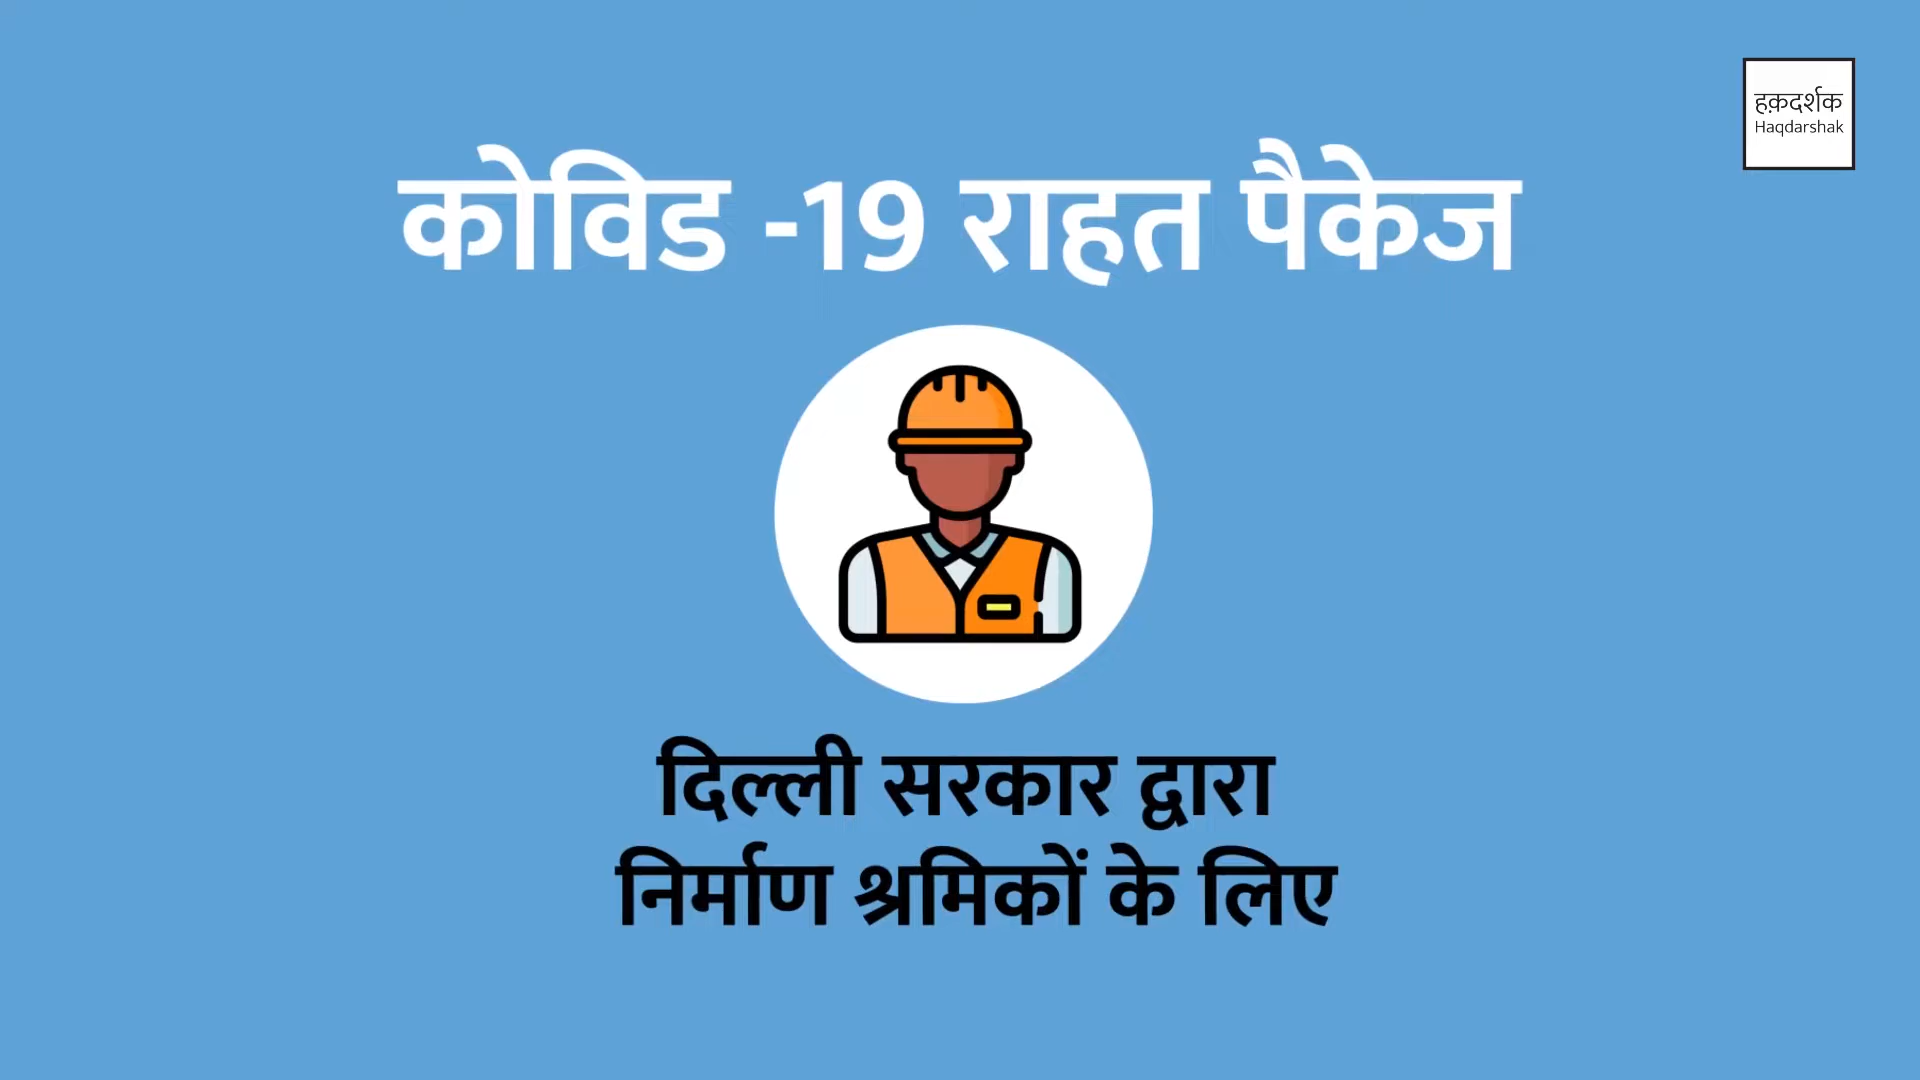 हक़दर्शक
Haqdarshak
कोविड -19 राहत पैकेज
दिल्ली सरकार द्वारा
निर्माण श्रमिकों के लिए